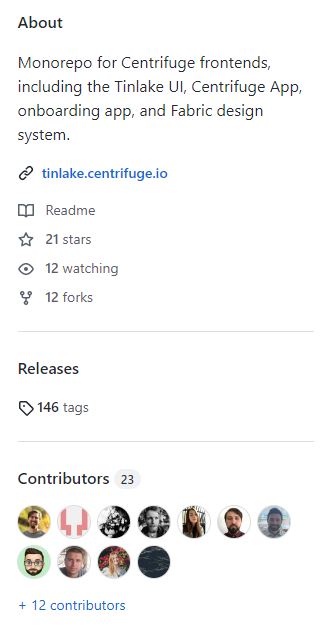 About
Monorepo for Centrifuge frontends,
including the Tinlake UI, Centrifuge App,
onboarding app, and Fabric design
system.
tinlake.centrifuge.io
Readme
21 stars
12 watching
12 forks
Releases
146 tags
Contributors 23
+ 12 contributors